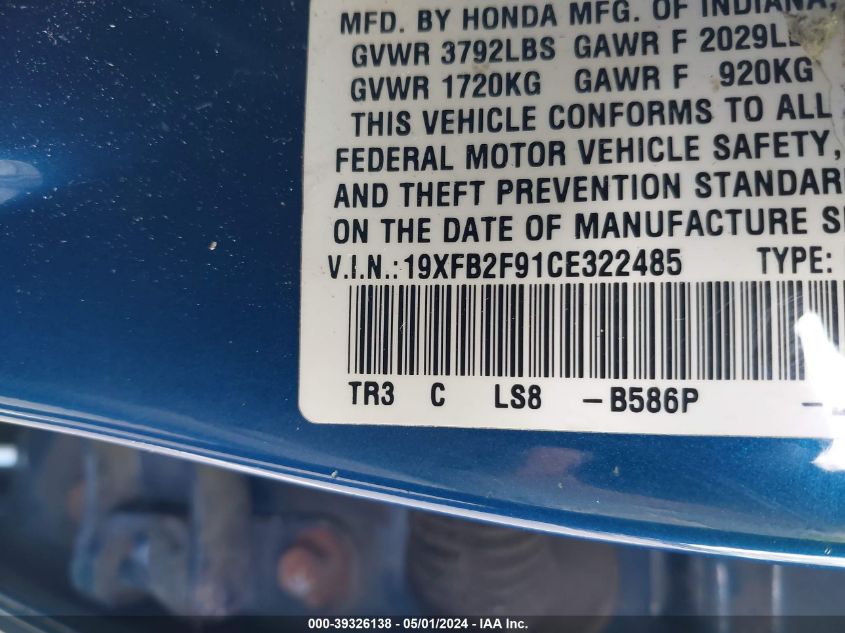 MFD. BY HONDA MFG. OF INDIANA,
GVWR 3792LBS GAWR F 2029L
GVWR 1720KG GAWR F 920KG
THIS VEHICLE CONFORMS TO ALL
FEDERAL MOTOR VEHICLE SAFETY,
AND THEFT PREVENTION STANDAR
ON THE DATE OF MANUFACTURE S
V.I.N.:19XFB2F91CE322485 TYPE:
TR3 C LS8 -B586P -
000-39326138 - 05/01/2024 - IAA Inc.